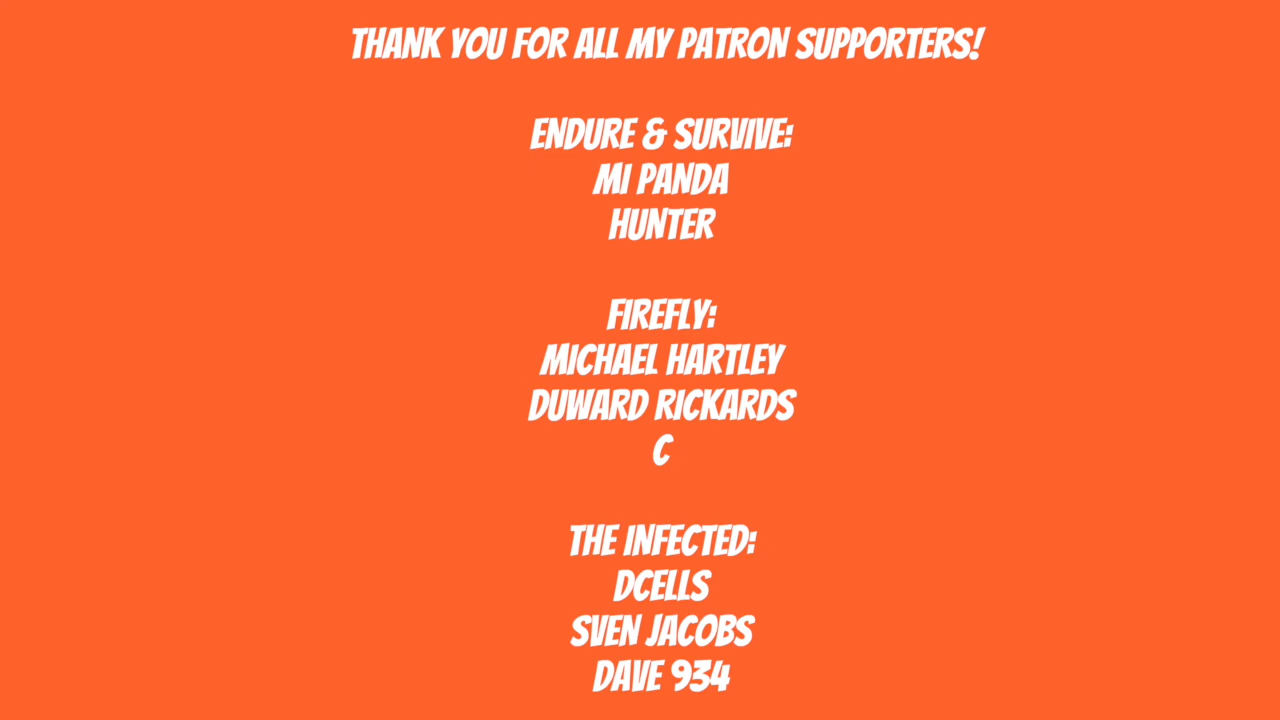 THANK YOU FOR ALL MY PATRON SUPPORTERS!
ENDURE & SURVIVE:
MI PANDA
HUNTER
FIREFLY:
MICHAEL HARTLEY
DUWARD RICKARDS
C
THE INFECTED:
DCELLS
SVEN JACOBS
DAVE 934